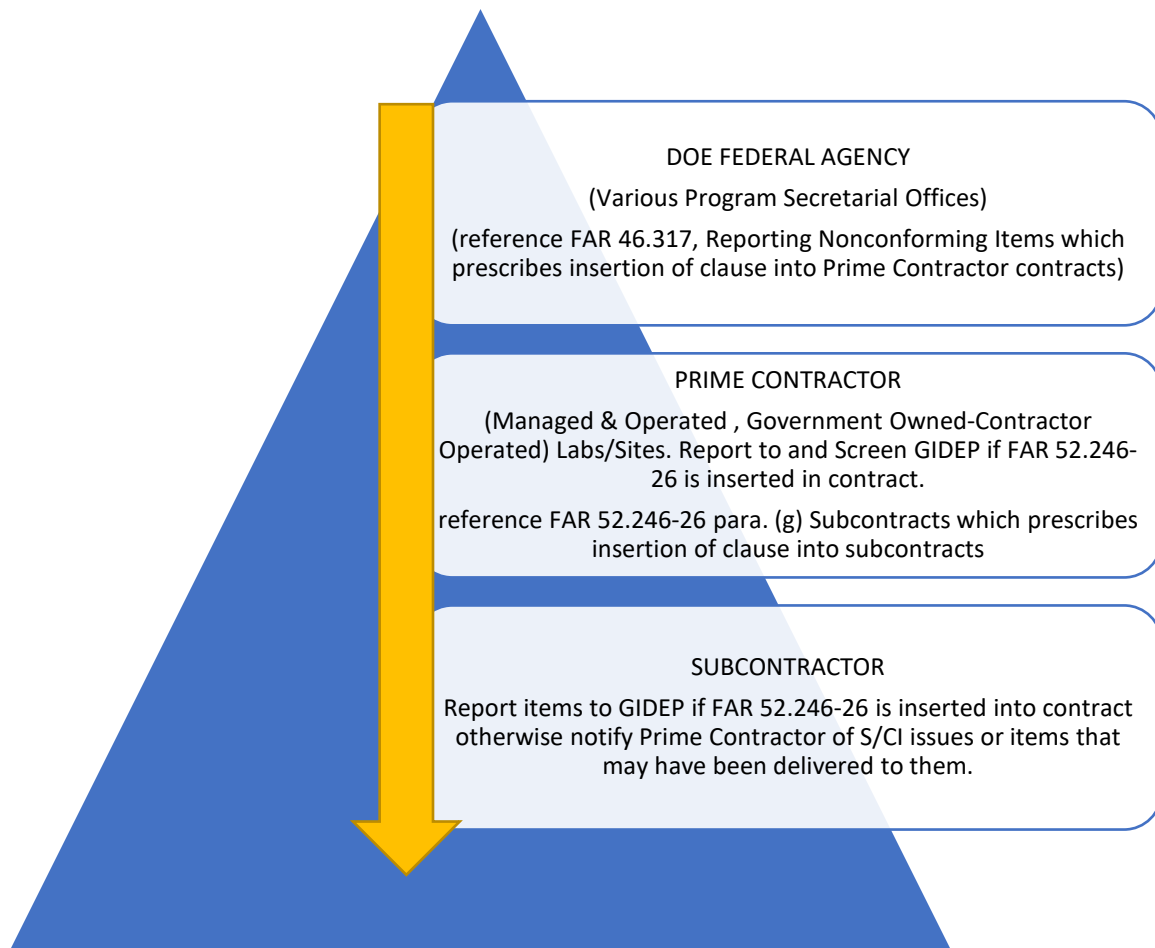 DOE FEDERAL AGENCY
(Various Program Secretarial Offices)
(reference FAR 46.317, Reporting Nonconforming Items which
prescribes insertion of clause into Prime Contractor contracts)
PRIME CONTRACTOR
(Managed & Operated , Government Owned-Contractor
Operated) Labs/Sites. Report to and Screen GIDEP if FAR 52.246-
26 is inserted in contract.
reference FAR 52.246-26 para. (g) Subcontracts which prescribes
insertion of clause into subcontracts
SUBCONTRACTOR
Report items to GIDEP if FAR 52.246-26 is inserted into contract
otherwise notify Prime Contractor of S/CI issues or items that
may have been delivered to them.